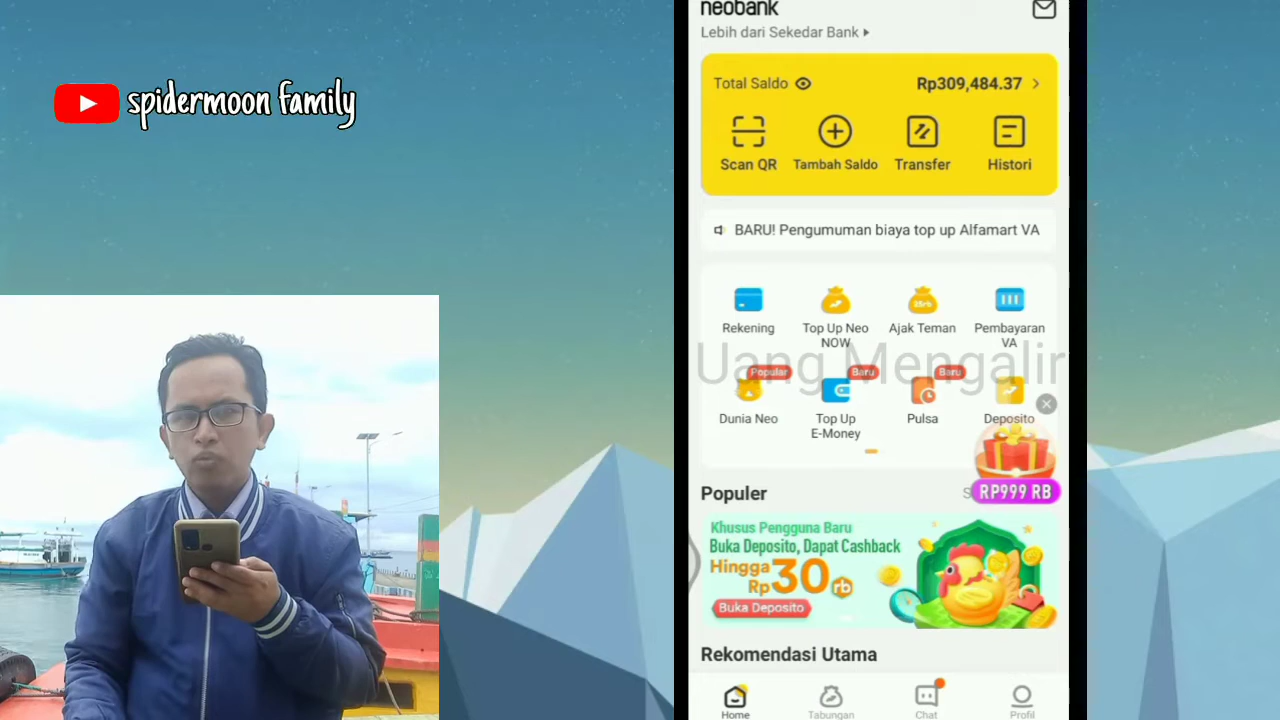 spidermoon family
neobank
Lebih dari Sekedar Bank
Total Saldo
Rp309,484.37
Scan QR
Tambah Saldo
Transfer
Histori
BARU! Pengumuman biaya top up Alfamart VA
Rekening
Top Up Neo
NOW
Ajak Teman
25rb
Pembayaran
VA
Uang Mengalir
Popular
Baru
Baru
Dunia Neo
Top Up
E-Money
Pulsa
Deposito
Populer
S
RP999 RB
Khusus Pengguna Baru
Buka Deposito, Dapat Cashback
Hingga
Rp30rb
Buka Deposito
Rekomendasi Utama
Home
Tabungan
Chat
Profil